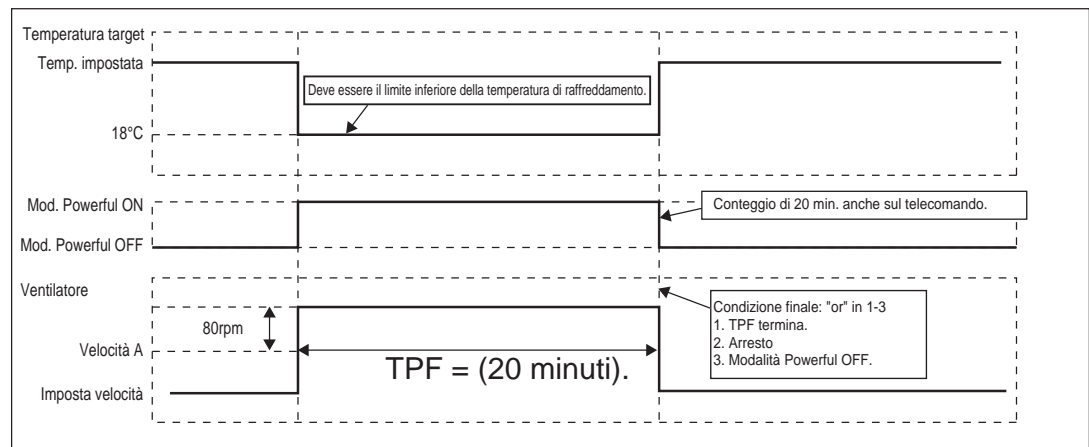 Temperatura target
Temp. impostata
Deve essere il limite inferiore della temperatura di raffreddamento.
18°C
Mod. Powerful ON
Conteggio di 20 min. anche sul telecomando.
Mod. Powerful OFF
Ventilatore
Condizione finale: "or" in 1-3
1. TPF termina.
2. Arresto
3. Modalità Powerful OFF.
80rpm
Velocità A
TPF = (20 minuti).
Imposta velocità